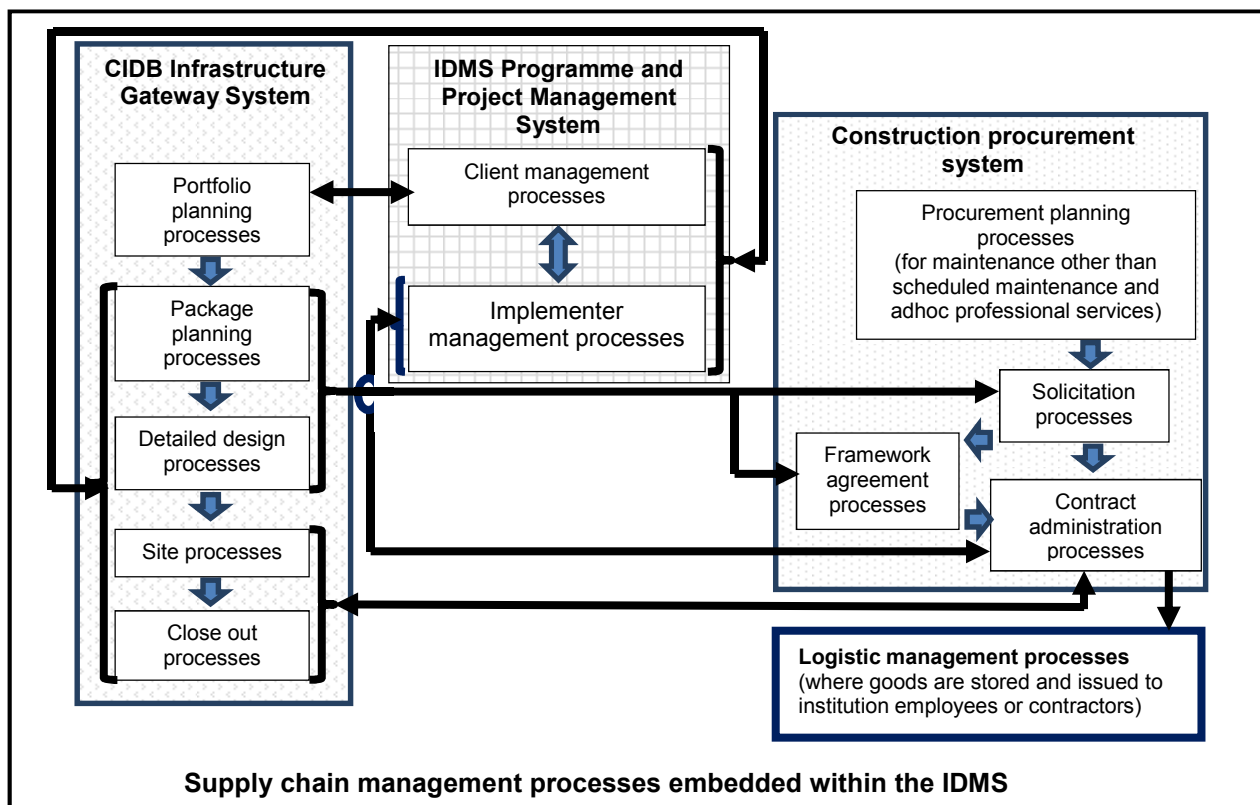 CIDB Infrastructure
Gateway System
Portfolio
planning
processes
Package
planning
processes
Detailed design
processes
Site processes
Close out
processes
IDMS Programme and
Project Management
System
Client management
processes
Implementer
management processes
Construction procurement
system
Procurement planning
processes
(for maintenance other than
scheduled maintenance and
adhoc professional services)
Solicitation
processes
Framework
agreement
processes
Contract
administration
processes
Logistic management processes
(where goods are stored and issued to
institution employees or contractors)
Supply chain management processes embedded within the IDMS